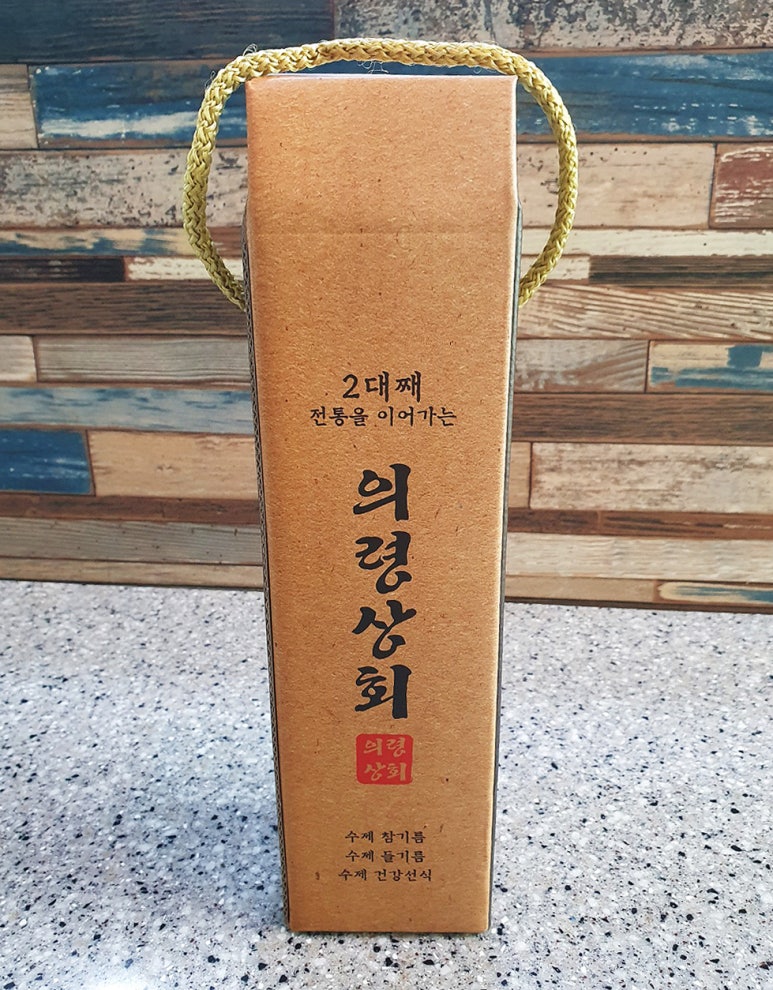 2대째
전통을 이어가는
의령상회
의령
상회
수제 참기름
수제 들기름
수제 건강선식